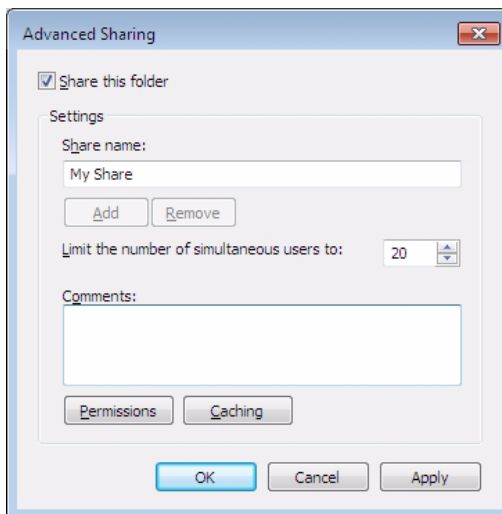 Advanced Sharing
Share this folder
Settings
Share name:
My Share
Add Remove
Limit the number of simultaneous users to: 20
Comments:
Permissions Caching
OK Cancel Apply